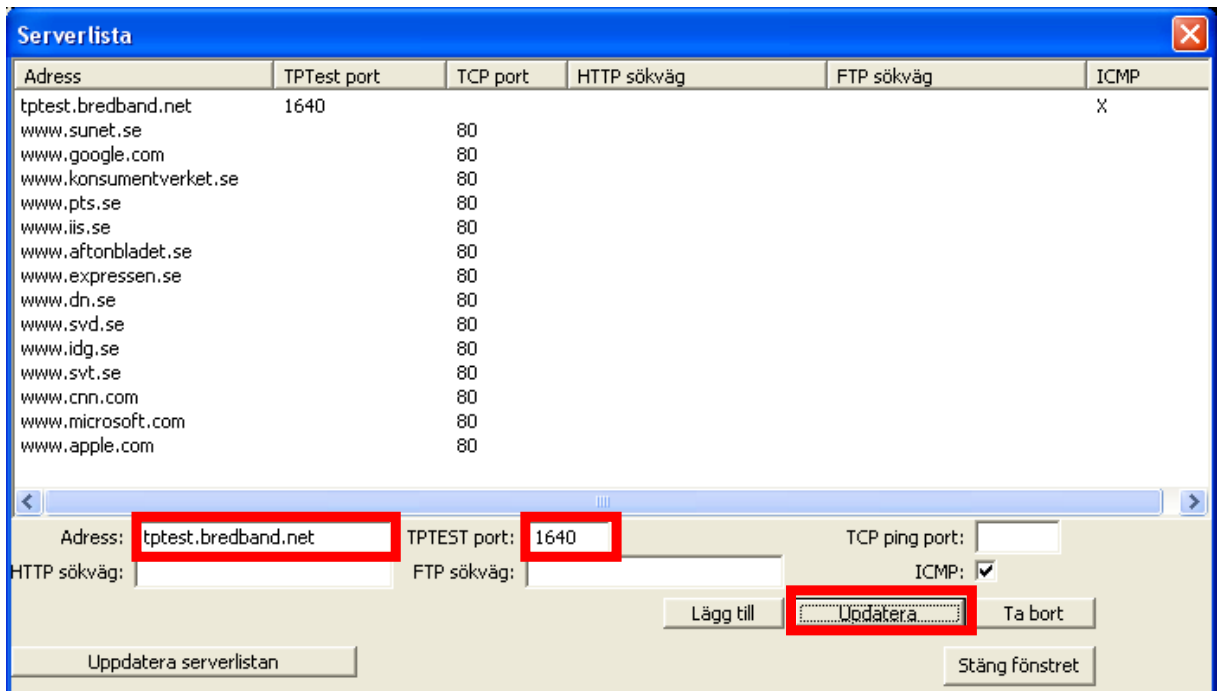 Serverlista
Adress TPTest port TCP port HTTP sökväg FTP sökväg ICMP
tptest.bredband.net 1640 X
www.sunet.se 80
www.google.com 80
www.konsumentverket.se 80
www.pts.se 80
www.iis.se 80
www.aftonbladet.se 80
www.expressen.se 80
www.dn.se 80
www.svd.se 80
www.idg.se 80
www.svt.se 80
www.cnn.com 80
www.microsoft.com 80
www.apple.com 80
Adress: tptest.bredband.net TPTEST port: 1640 TCP ping port:
HTTP sökväg: FTP sökväg: ICMP:
Lägg till Updatera Ta bort
Uppdatera serverlistan Stäng fönstret